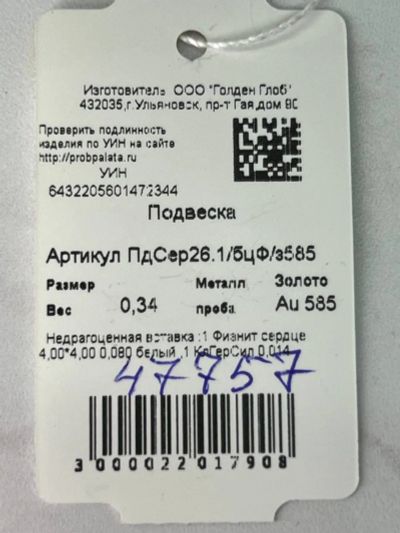 Изготовитель ООО "Голден Глоб"
432035,г.Ульяновск, пр-т Гая,дом
Проверить подлинность
изделия по УИН на сайте
http://probpalata.ru
УИН
6432205601472344
Подвеска
Артикул ПдСер26.1/бцФ/з585
Размер Металл Золото
Вес 0,34 проба Au 585
Недрагоценная вставка :1 Фианит сердце
4,00*4,00 0,080 белый ,1 КлГерСил 0,014
47757
3000022017908